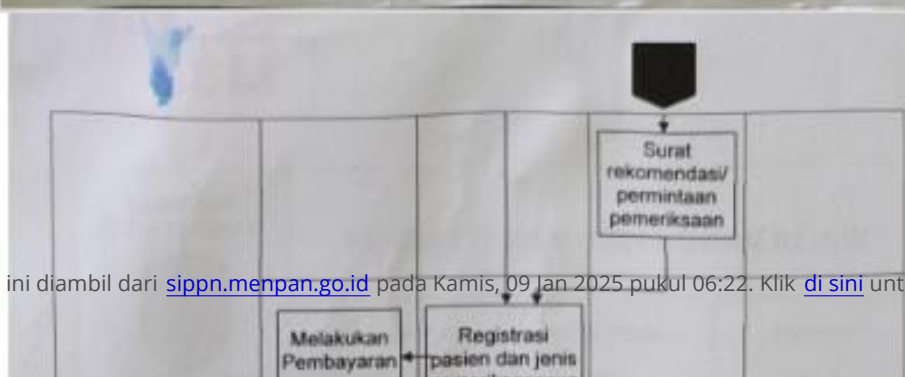 Surat
rekomendasi/
permintaan
pemeriksaan
ini diambil dari sippn.menpan.go.id pada Kamis, 09 Jan 2025 pukul 06:22. Klik di sini unt
Melakukan
Pembayaran
Registrasi
pasien dan jenis